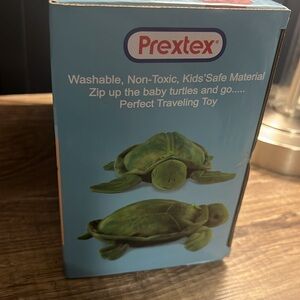 Prextex
Washable, Non-Toxic, Kids'Safe Material
Zip up the baby turtles and go.....
Perfect Traveling Toy